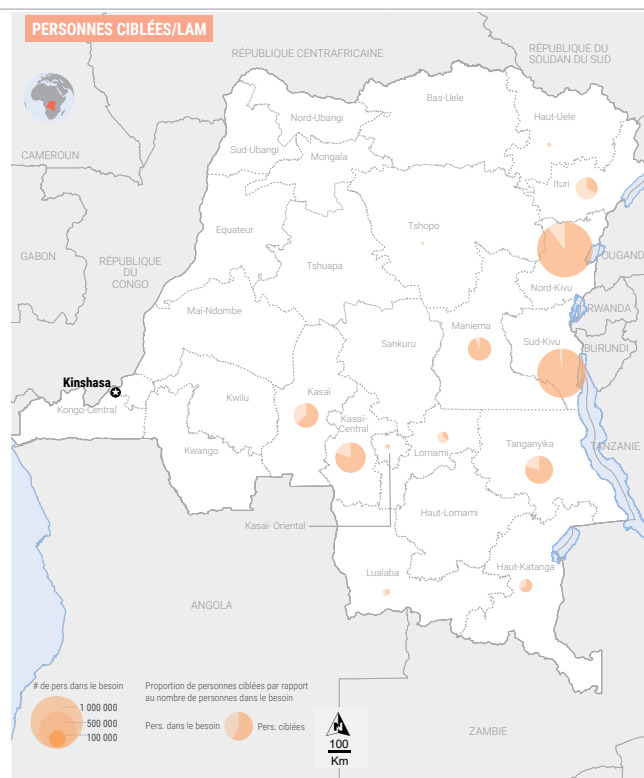 PERSONNES CIBLÉES/LAM
RÉPUBLIQUE CENTRAFRICAINE
RÉPUBLIQUE DU
SOUDAN DU SUD
Bas-Uele
Haut-Uele
Nord-Ubangi
Sud-Ubangi
Mongala
CAMEROUN
Ituri
Equateur
Tshopo
GABON
RÉPUBLIQUE
DU
CONGO
Tshuapa
OUGAND
Nord-Kivu
Maï-Ndombe
Maniema
RWANDA
Sankuru
Sud-Kivu
BURUNDI
Kinshasa
Kongo-Central
Kwilu
Kasaï
Kasaï-
Central
Kwango
Lomami
Tanganyika
TANZANIE
Kasaï- Oriental
Haut-Lomami
Lualaba
Haut-Katanga
ANGOLA
ZAMBIE
# de pers.dans le besoin
1 000 000
500 000
100 000
Proportion de personnes ciblées par rapport
au nombre de personnes dans le besoin
Pers. dans le besoin
Pers. ciblées
100
Km